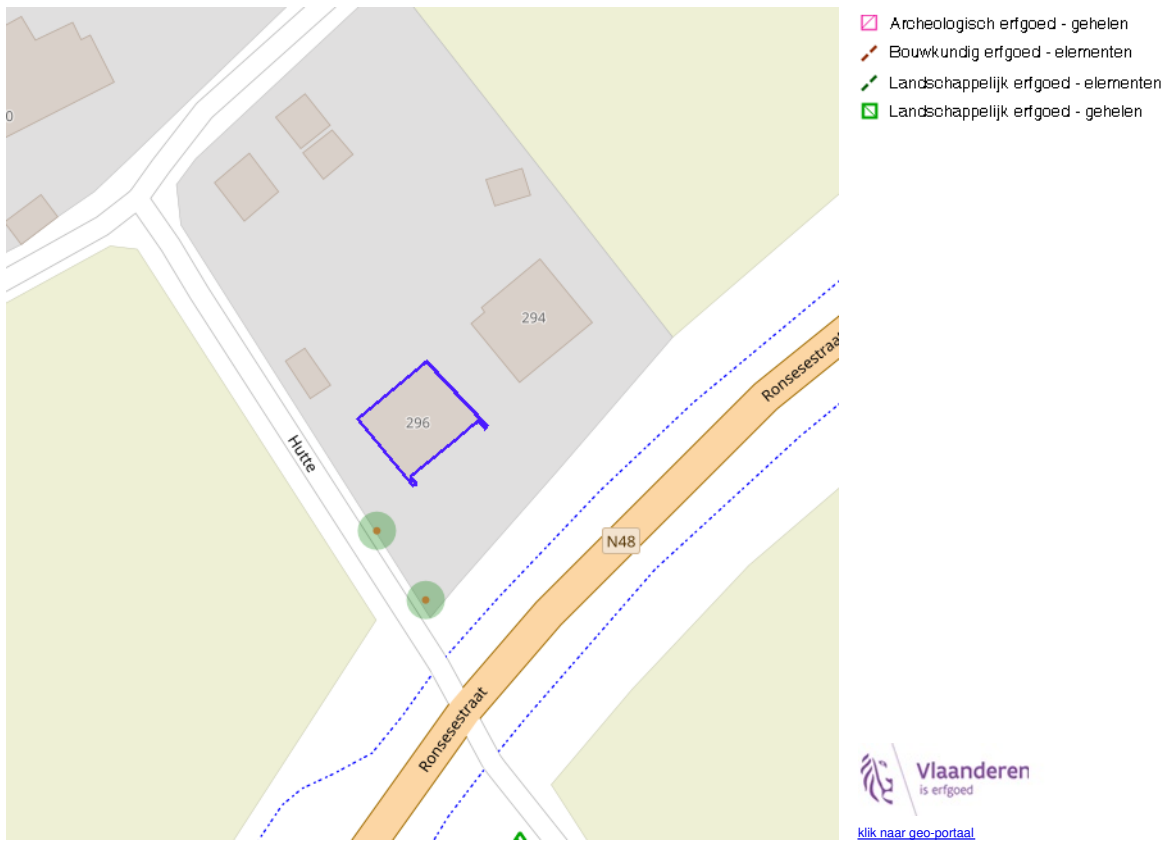 Archeologisch erfgoed - gehelen
Bouwkundig erfgoed - elementen
Landschappelijk erfgoed - elementen
Landschappelijk erfgoed - gehelen
0
294
296
Hutte
Ronsesestraat
N48
Ronsesestraat
Vlaanderen
is erfgoed
klik naar geo-portaal